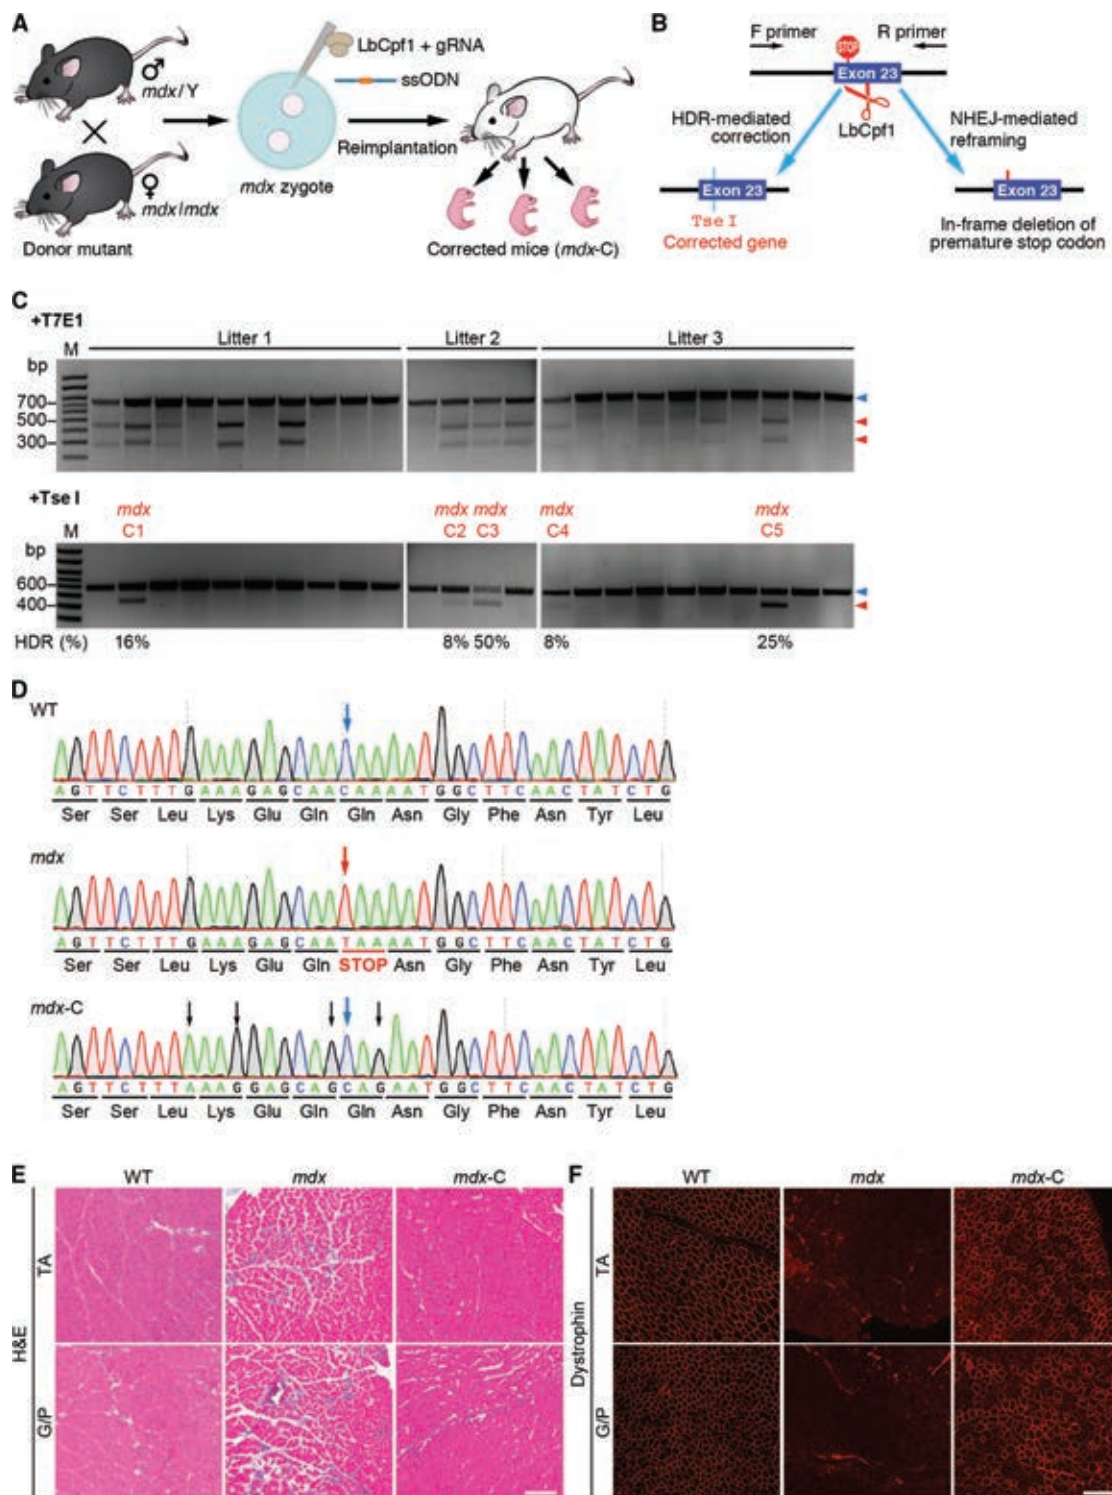 A
♂
mdx/Y
♀
mdx/mdx
Donor mutant
LbCpf1 + gRNA
ssODN
Reimplantation
mdx zygote
Corrected mice (mdx-C)
B
F primer
R primer
STOP
Exon 23
HDR-mediated
correction
LbCpf1
NHEJ-mediated
reframing
Exon 23
Tse I
Corrected gene
Exon 23
In-frame deletion of
premature stop codon
C
+T7E1
M
Litter 1
Litter 2
Litter 3
bp
700
500
300
+Tse I
M
mdx
C1
mdx
C2
mdx
C3
mdx
C4
mdx
C5
bp
600
400
HDR (%) 16% 8% 50% 8% 25%
D
WT
AGTTCTTTGAAAGAGCAACAAAATGGCTTCAACTATCTG
Ser Ser Leu Lys Glu Gln Gln Asn Gly Phe Asn Tyr Leu
mdx
AGTTCTTTGAAAGAGCAATAAAATGGCTTCAACTATCTG
Ser Ser Leu Lys Glu Gln STOP Asn Gly Phe Asn Tyr Leu
mdx-C
AGTTCTTTAAAGGAGCAGCAGAATGGCTTCAACTATCTG
Ser Ser Leu Lys Glu Gln Gln Asn Gly Phe Asn Tyr Leu
E
WT mdx mdx-C
H&E
TA
G/P
F
WT mdx mdx-C
Dystrophin
TA
G/P